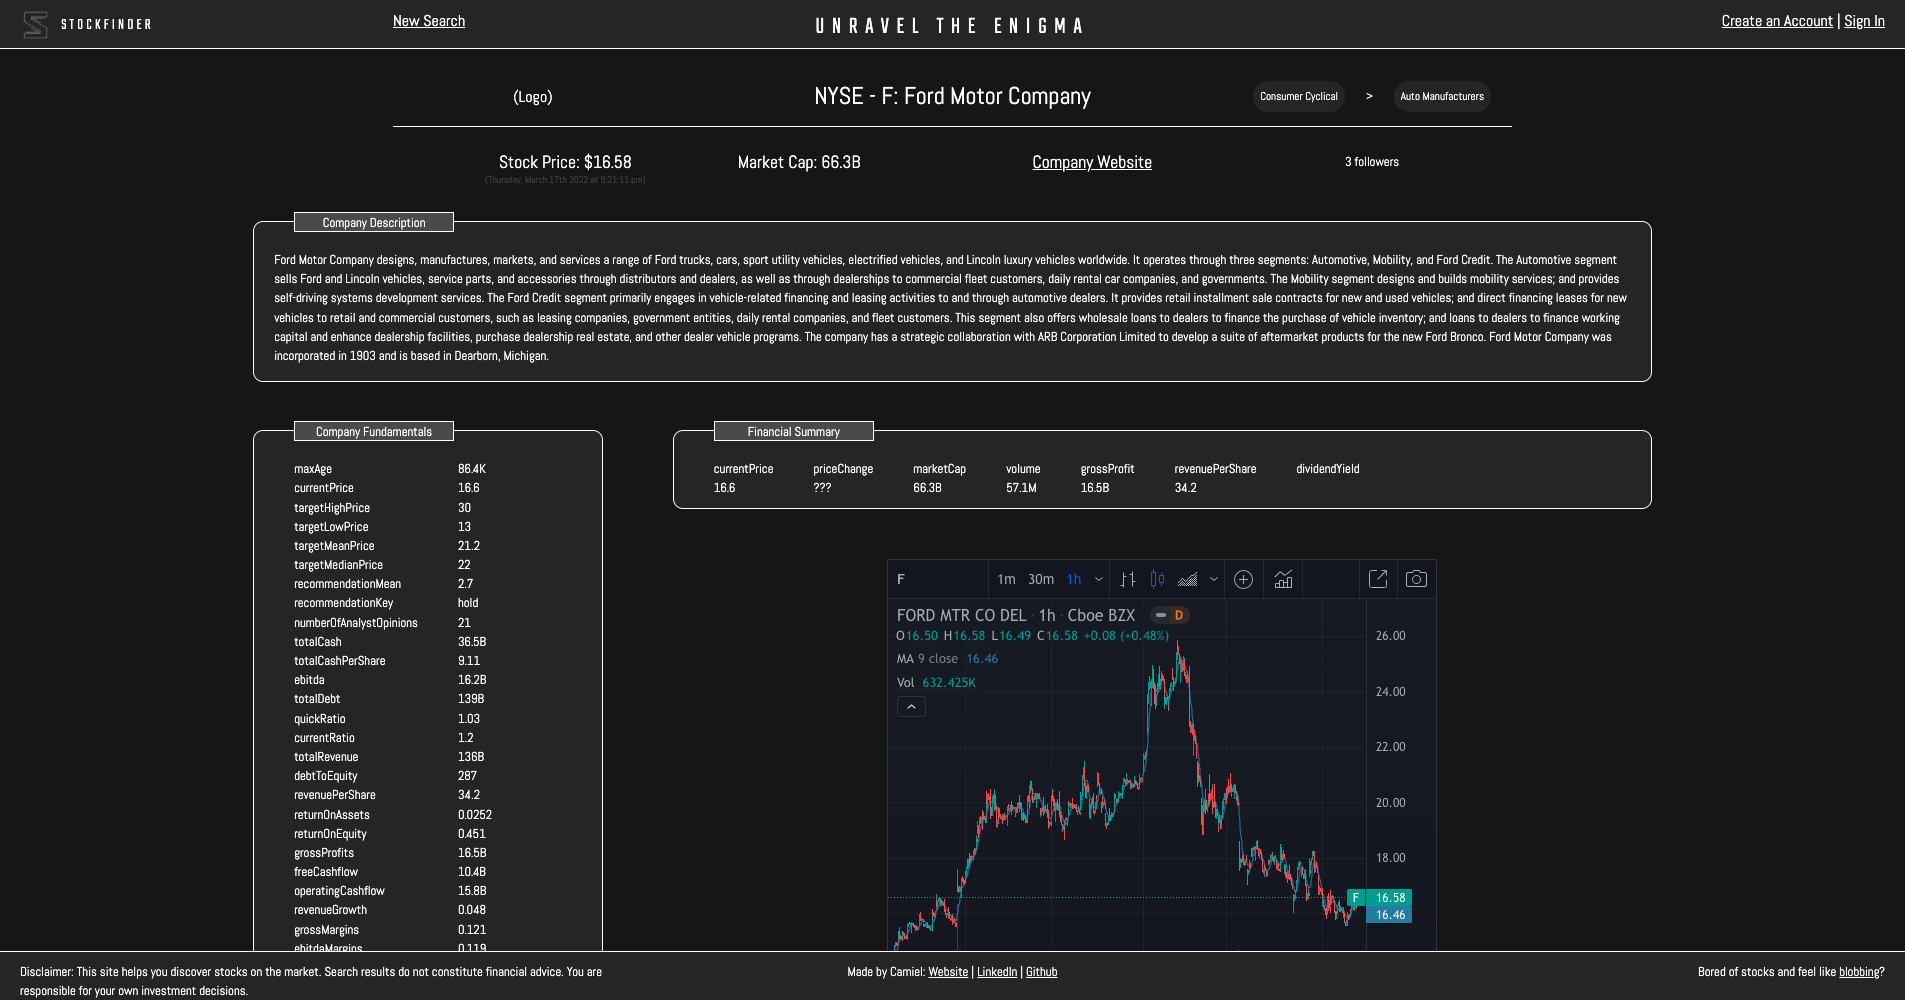 STOCKFINDER
New Search
UNRAVEL THE ENIGMA
Create an Account | Sign In
(Logo)
NYSE - F: Ford Motor Company
Consumer Cyclical > Auto Manufacturers
Stock Price: $16.58
(Thursday, March 17th 2022 at 9:21:11 pm)
Market Cap: 66.3B
Company Website
3 followers
Company Description
Ford Motor Company designs, manufactures, markets, and services a range of Ford trucks, cars, sport utility vehicles, electrified vehicles, and Lincoln luxury vehicles worldwide. It operates through three segments: Automotive, Mobility, and Ford Credit. The Automotive segment
sells Ford and Lincoln vehicles, service parts, and accessories through distributors and dealers, as well as through dealerships to commercial fleet customers, daily rental car companies, and governments. The Mobility segment designs and builds mobility services; and provides
self-driving systems development services. The Ford Credit segment primarily engages in vehicle-related financing and leasing activities to and through automotive dealers. It provides retail installment sale contracts for new and used vehicles; and direct financing leases for new
vehicles to retail and commercial customers, such as leasing companies, government entities, daily rental companies, and fleet customers. This segment also offers wholesale loans to dealers to finance the purchase of vehicle inventory; and loans to dealers to finance working
capital and enhance dealership facilities, purchase dealership real estate, and other dealer vehicle programs. The company has a strategic collaboration with ARB Corporation Limited to develop a suite of aftermarket products for the new Ford Bronco. Ford Motor Company was
incorporated in 1903 and is based in Dearborn, Michigan.
Company Fundamentals
maxAge 86.4K
currentPrice 16.6
targetHighPrice 30
targetLowPrice 13
targetMeanPrice 21.2
targetMedianPrice 22
recommendationMean 2.7
recommendationKey hold
numberOfAnalystOpinions 21
totalCash 36.5B
totalCashPerShare 9.11
ebitda 16.2B
totalDebt 139B
quickRatio 1.03
currentRatio 1.2
totalRevenue 136B
debtToEquity 287
revenuePerShare 34.2
returnOnAssets 0.0252
returnOnEquity 0.451
grossProfits 16.5B
freeCashflow 10.4B
operatingCashflow 15.8B
revenueGrowth 0.048
grossMargins 0.121
ebitdaMargins 0.119
Financial Summary
currentPrice priceChange marketCap volume grossProfit revenuePerShare dividendYield
16.6 ??? 66.3B 57.1M 16.5B 34.2
F 1m 30m 1h
FORD MTR CO DEL · 1h · Cboe BZX D
O16.50 H16.58 L16.49 C16.58 +0.08 (+0.48%)
MA 9 close 16.46
Vol 632.425K
26.00
24.00
22.00
20.00
18.00
F 16.58
16.46
Disclaimer: This site helps you discover stocks on the market. Search results do not constitute financial advice. You are
responsible for your own investment decisions.
Made by Camiel: Website | LinkedIn | Github
Bored of stocks and feel like blobbing?